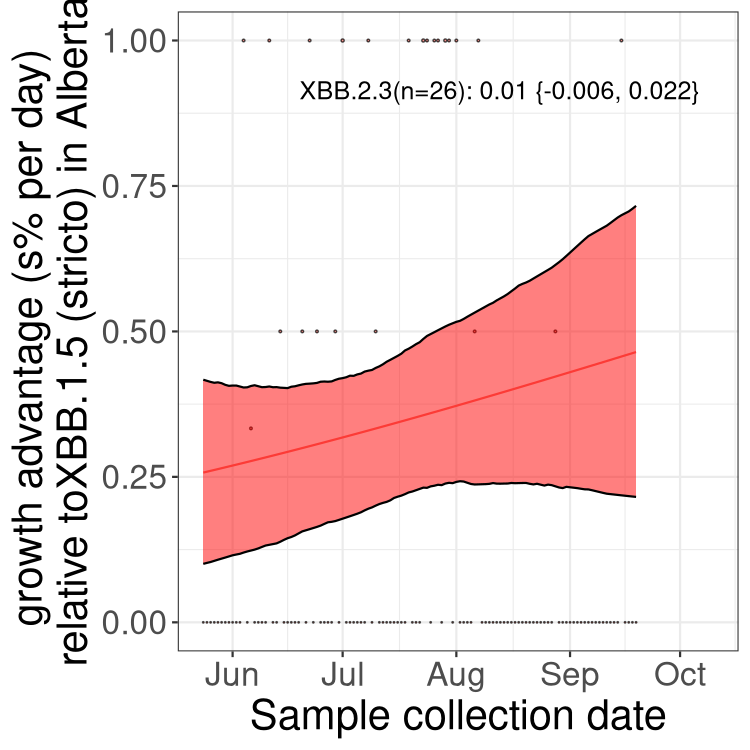 growth advantage (s% per day)
relative toXBB.1.5 (stricto) in Alberta
1.00
XBB.2.3(n=26): 0.01 {-0.006, 0.022}
0.75
0.50
0.25
0.00
Jun Jul Aug Sep Oct
Sample collection date